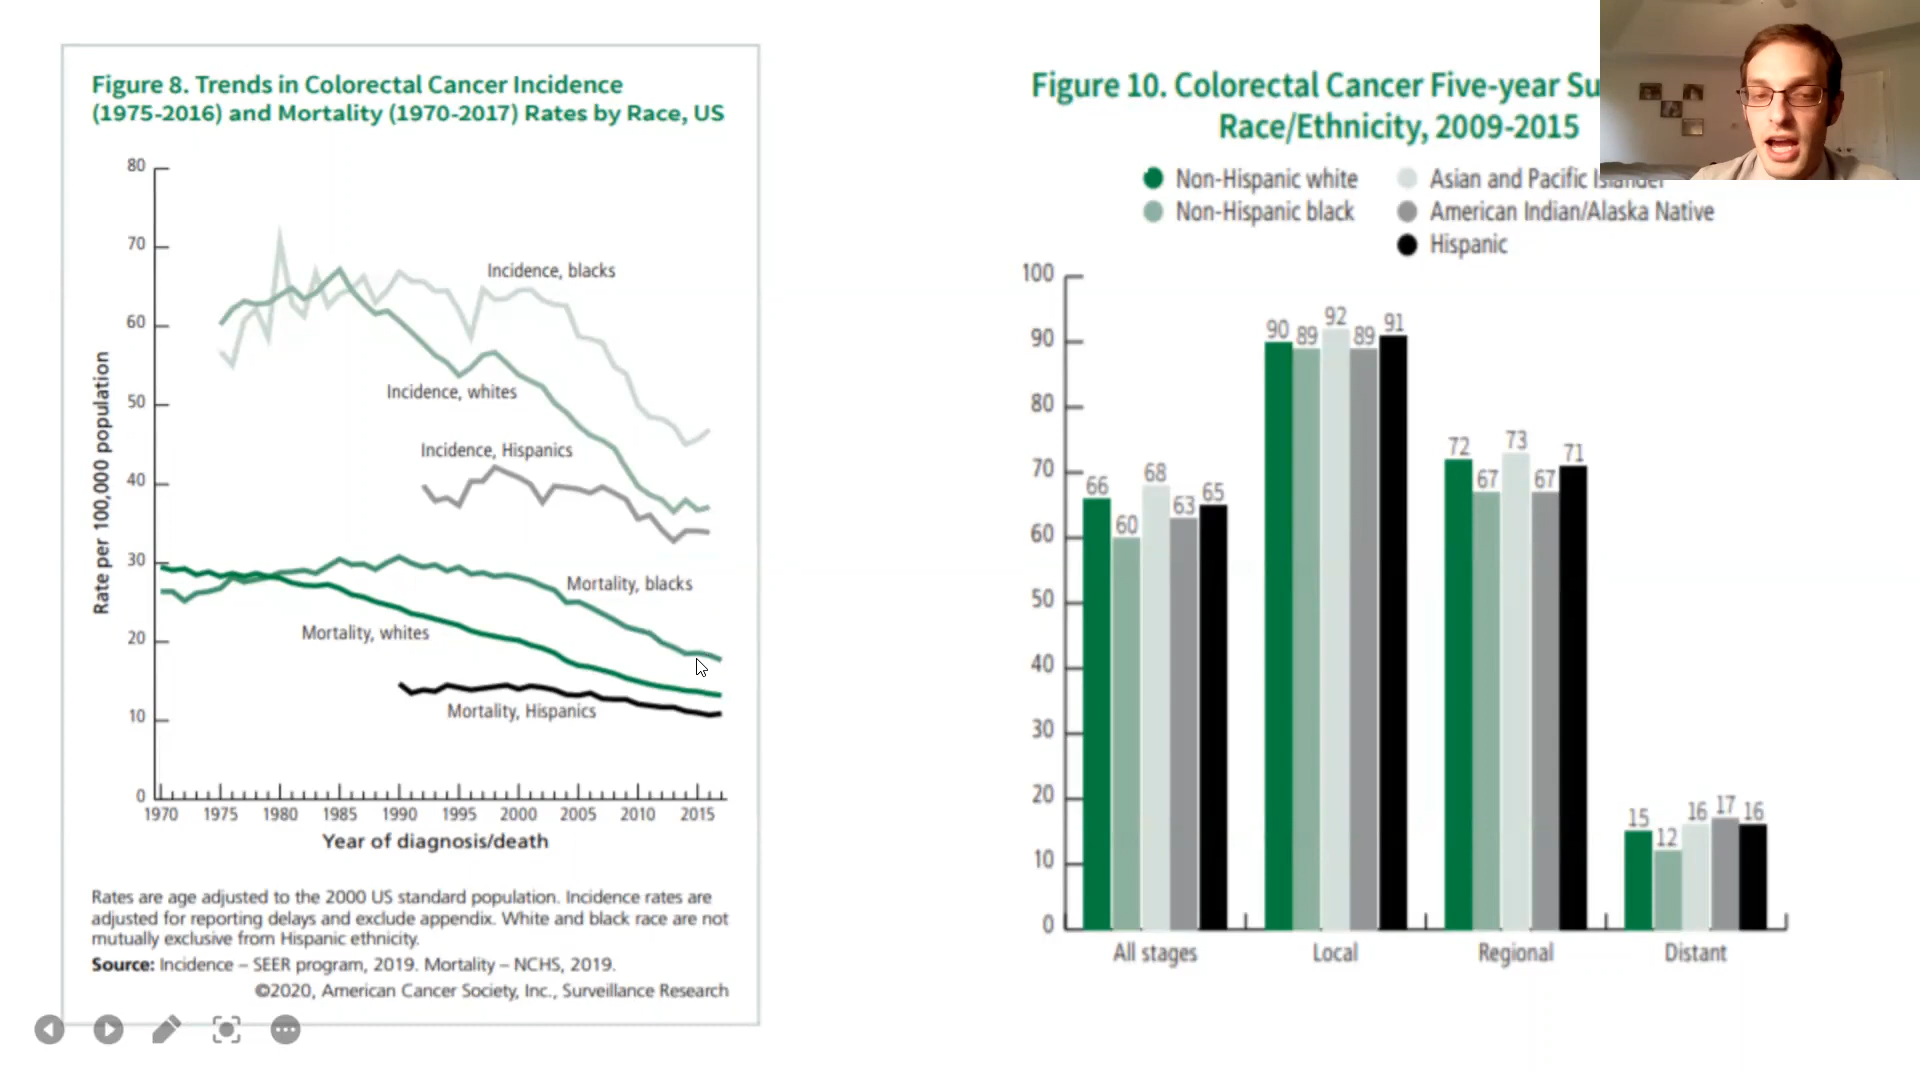 Figure 8. Trends in Colorectal Cancer Incidence
(1975-2016) and Mortality (1970-2017) Rates by Race, US
80
70
60
50
40
30
20
10
0
Rate per 100,000 population
Incidence, blacks
Incidence, whites
Incidence, Hispanics
Mortality, blacks
Mortality, whites
Mortality, Hispanics
1970 1975 1980 1985 1990 1995 2000 2005 2010 2015
Year of diagnosis/death
Rates are age adjusted to the 2000 US standard population. Incidence rates are
adjusted for reporting delays and exclude appendix. White and black race are not
mutually exclusive from Hispanic ethnicity.
Source: Incidence – SEER program, 2019. Mortality – NCHS, 2019.
©2020, American Cancer Society, Inc., Surveillance Research
Figure 10. Colorectal Cancer Five-year
Race/Ethnicity, 2009-2015
Non-Hispanic white
Non-Hispanic black
Asian and Pacific Islander
American Indian/Alaska Native
Hispanic
100
90
80
70
60
50
40
30
20
10
0
66 60 68 63 65
90 89 92 89 91
72 67 73 67 71
15 12 16 17 16
All stages Local Regional Distant